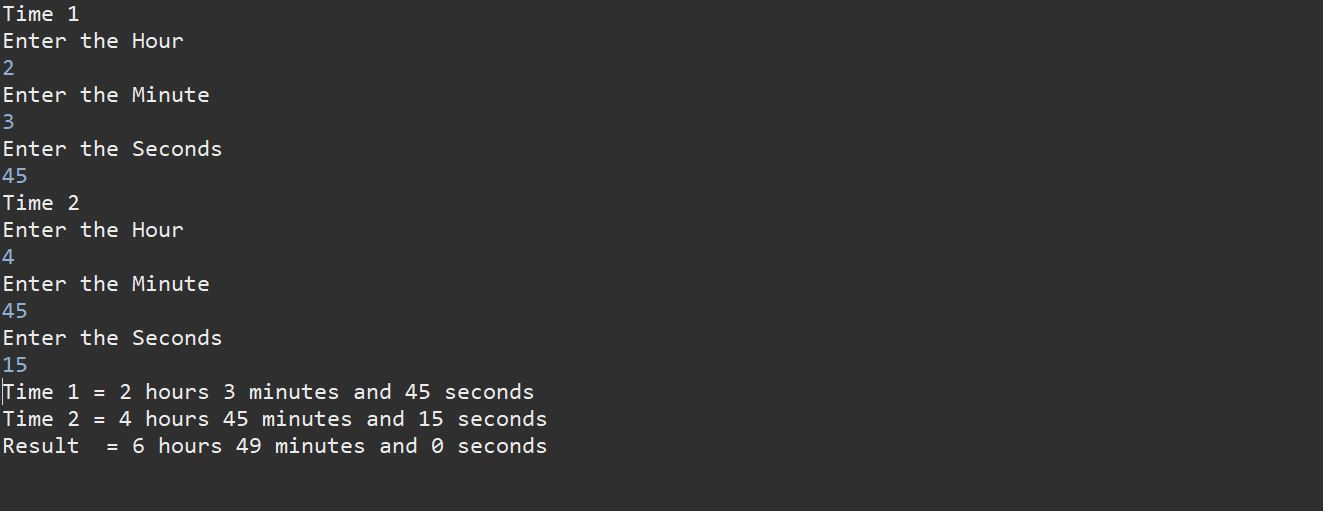 Time 1
Enter the Hour
2
Enter the Minute
3
Enter the Seconds
45
Time 2
Enter the Hour
4
Enter the Minute
45
Enter the Seconds
15
Time 1 = 2 hours 3 minutes and 45 seconds
Time 2 = 4 hours 45 minutes and 15 seconds
Result  = 6 hours 49 minutes and 0 seconds